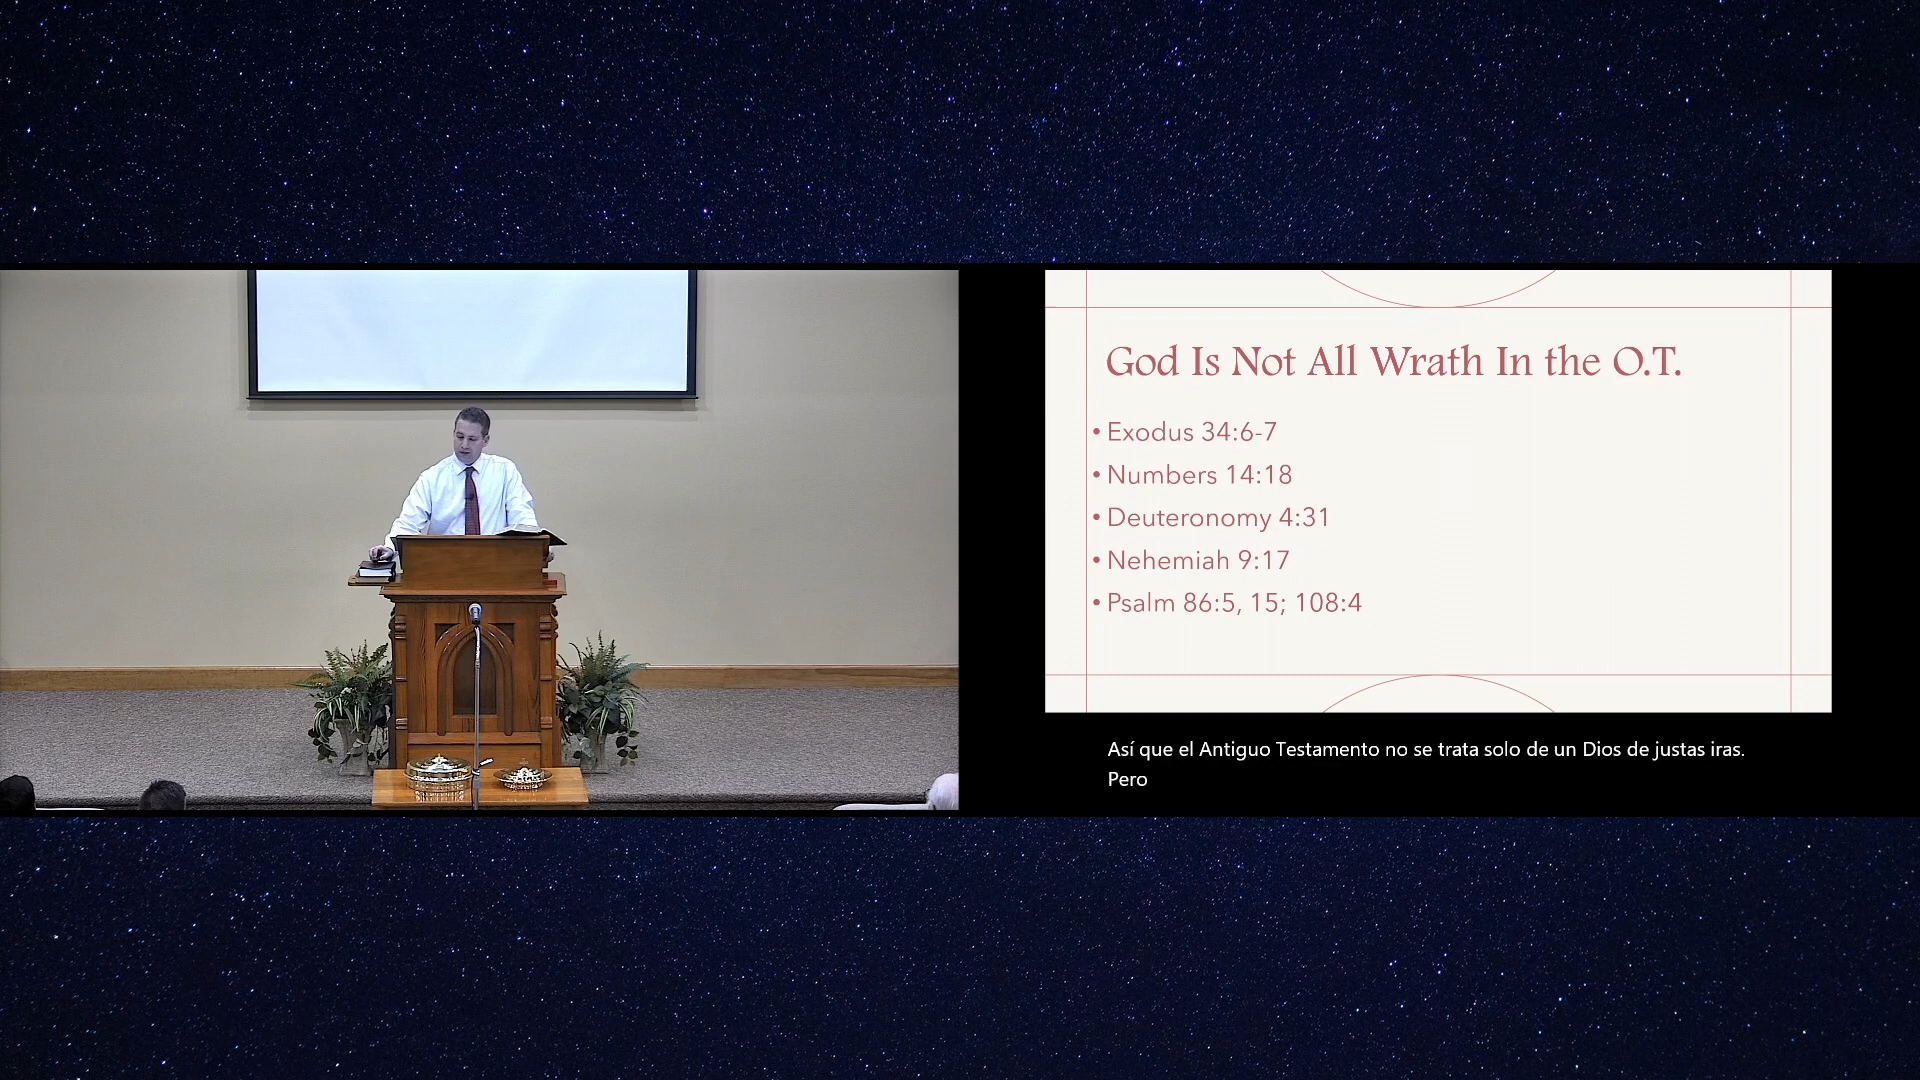 God Is Not All Wrath In the O.T.
• Exodus 34:6-7
• Numbers 14:18
• Deuteronomy 4:31
• Nehemiah 9:17
• Psalm 86:5, 15; 108:4
Así que el Antiguo Testamento no se trata solo de un Dios de justas iras.
Pero